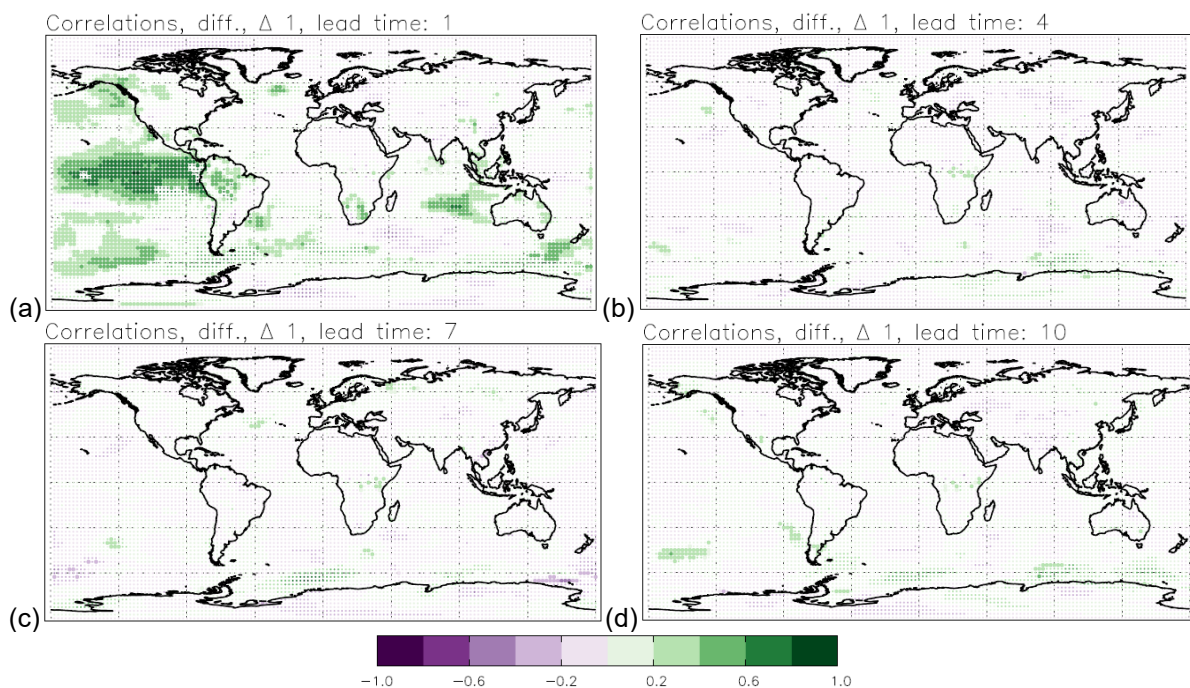 Correlations, diff., Δ 1, lead time: 1
Correlations, diff., Δ 1, lead time: 4
(a)
(b)
Correlations, diff., Δ 1, lead time: 7
Correlations, diff., Δ 1, lead time: 10
(c)
(d)
−1.0 −0.6 −0.2 0.2 0.6 1.0